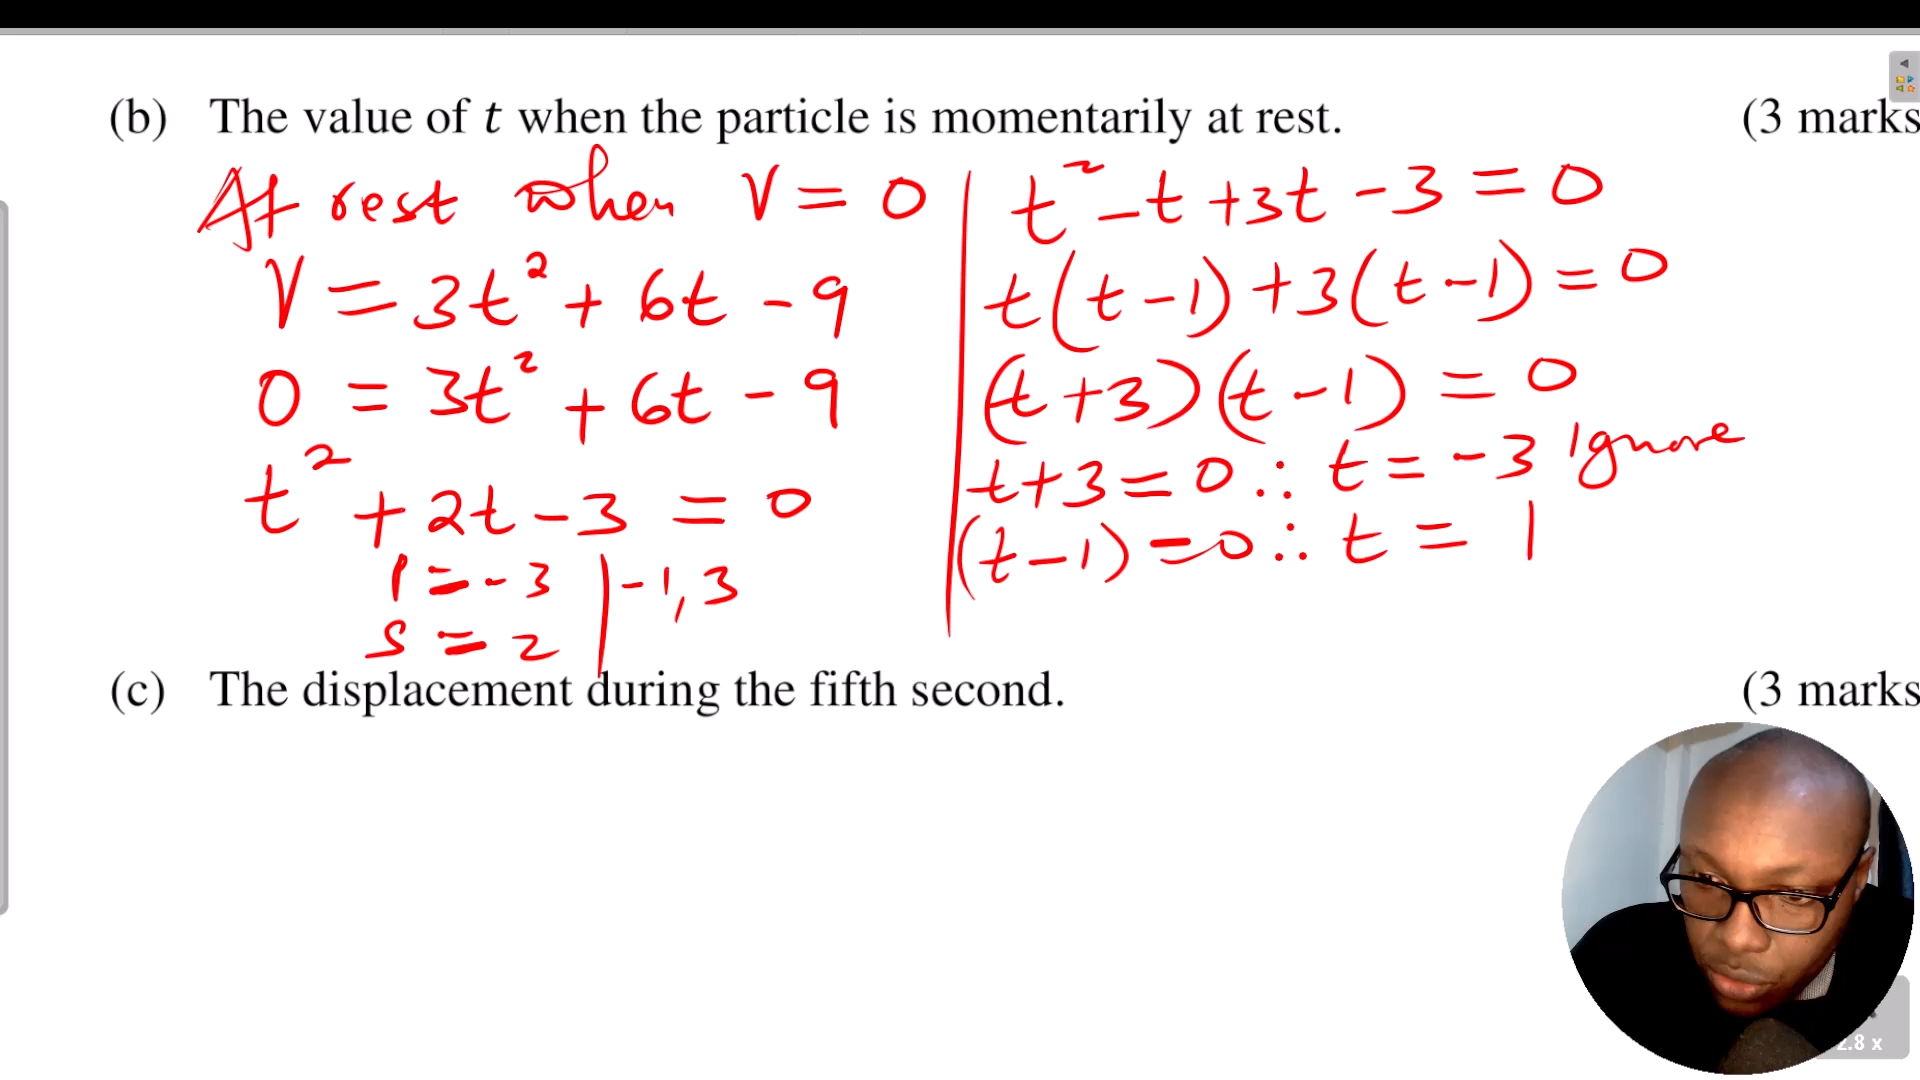 (b) The value of t when the particle is momentarily at rest. (3 marks
At rest when V = 0
V = 3t² + 6t - 9
0 = 3t² + 6t - 9
t² + 2t - 3 = 0
P = -3 | -1, 3
S = 2
t² - t + 3t - 3 = 0
t(t-1) + 3(t-1) = 0
(t+3)(t-1) = 0
t+3 = 0 ∴ t = -3 Ignore
(t-1) = 0 ∴ t = 1
(c) The displacement during the fifth second. (3 marks
2.8 x